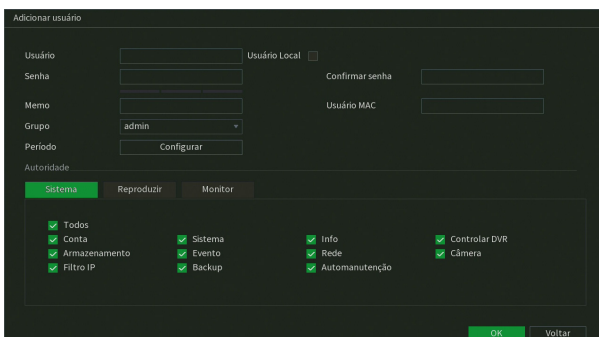 Adicionar usuário
Usuário Usuário Local
Senha Confirmar senha
Memo Usuário MAC
Grupo admin
Período Configurar
Autoridade
Sistema Reproduzir Monitor
Todos
Conta Sistema Info Controlar DVR
Armazenamento Evento Rede Câmera
Filtro IP Backup Automanutenção
OK Voltar